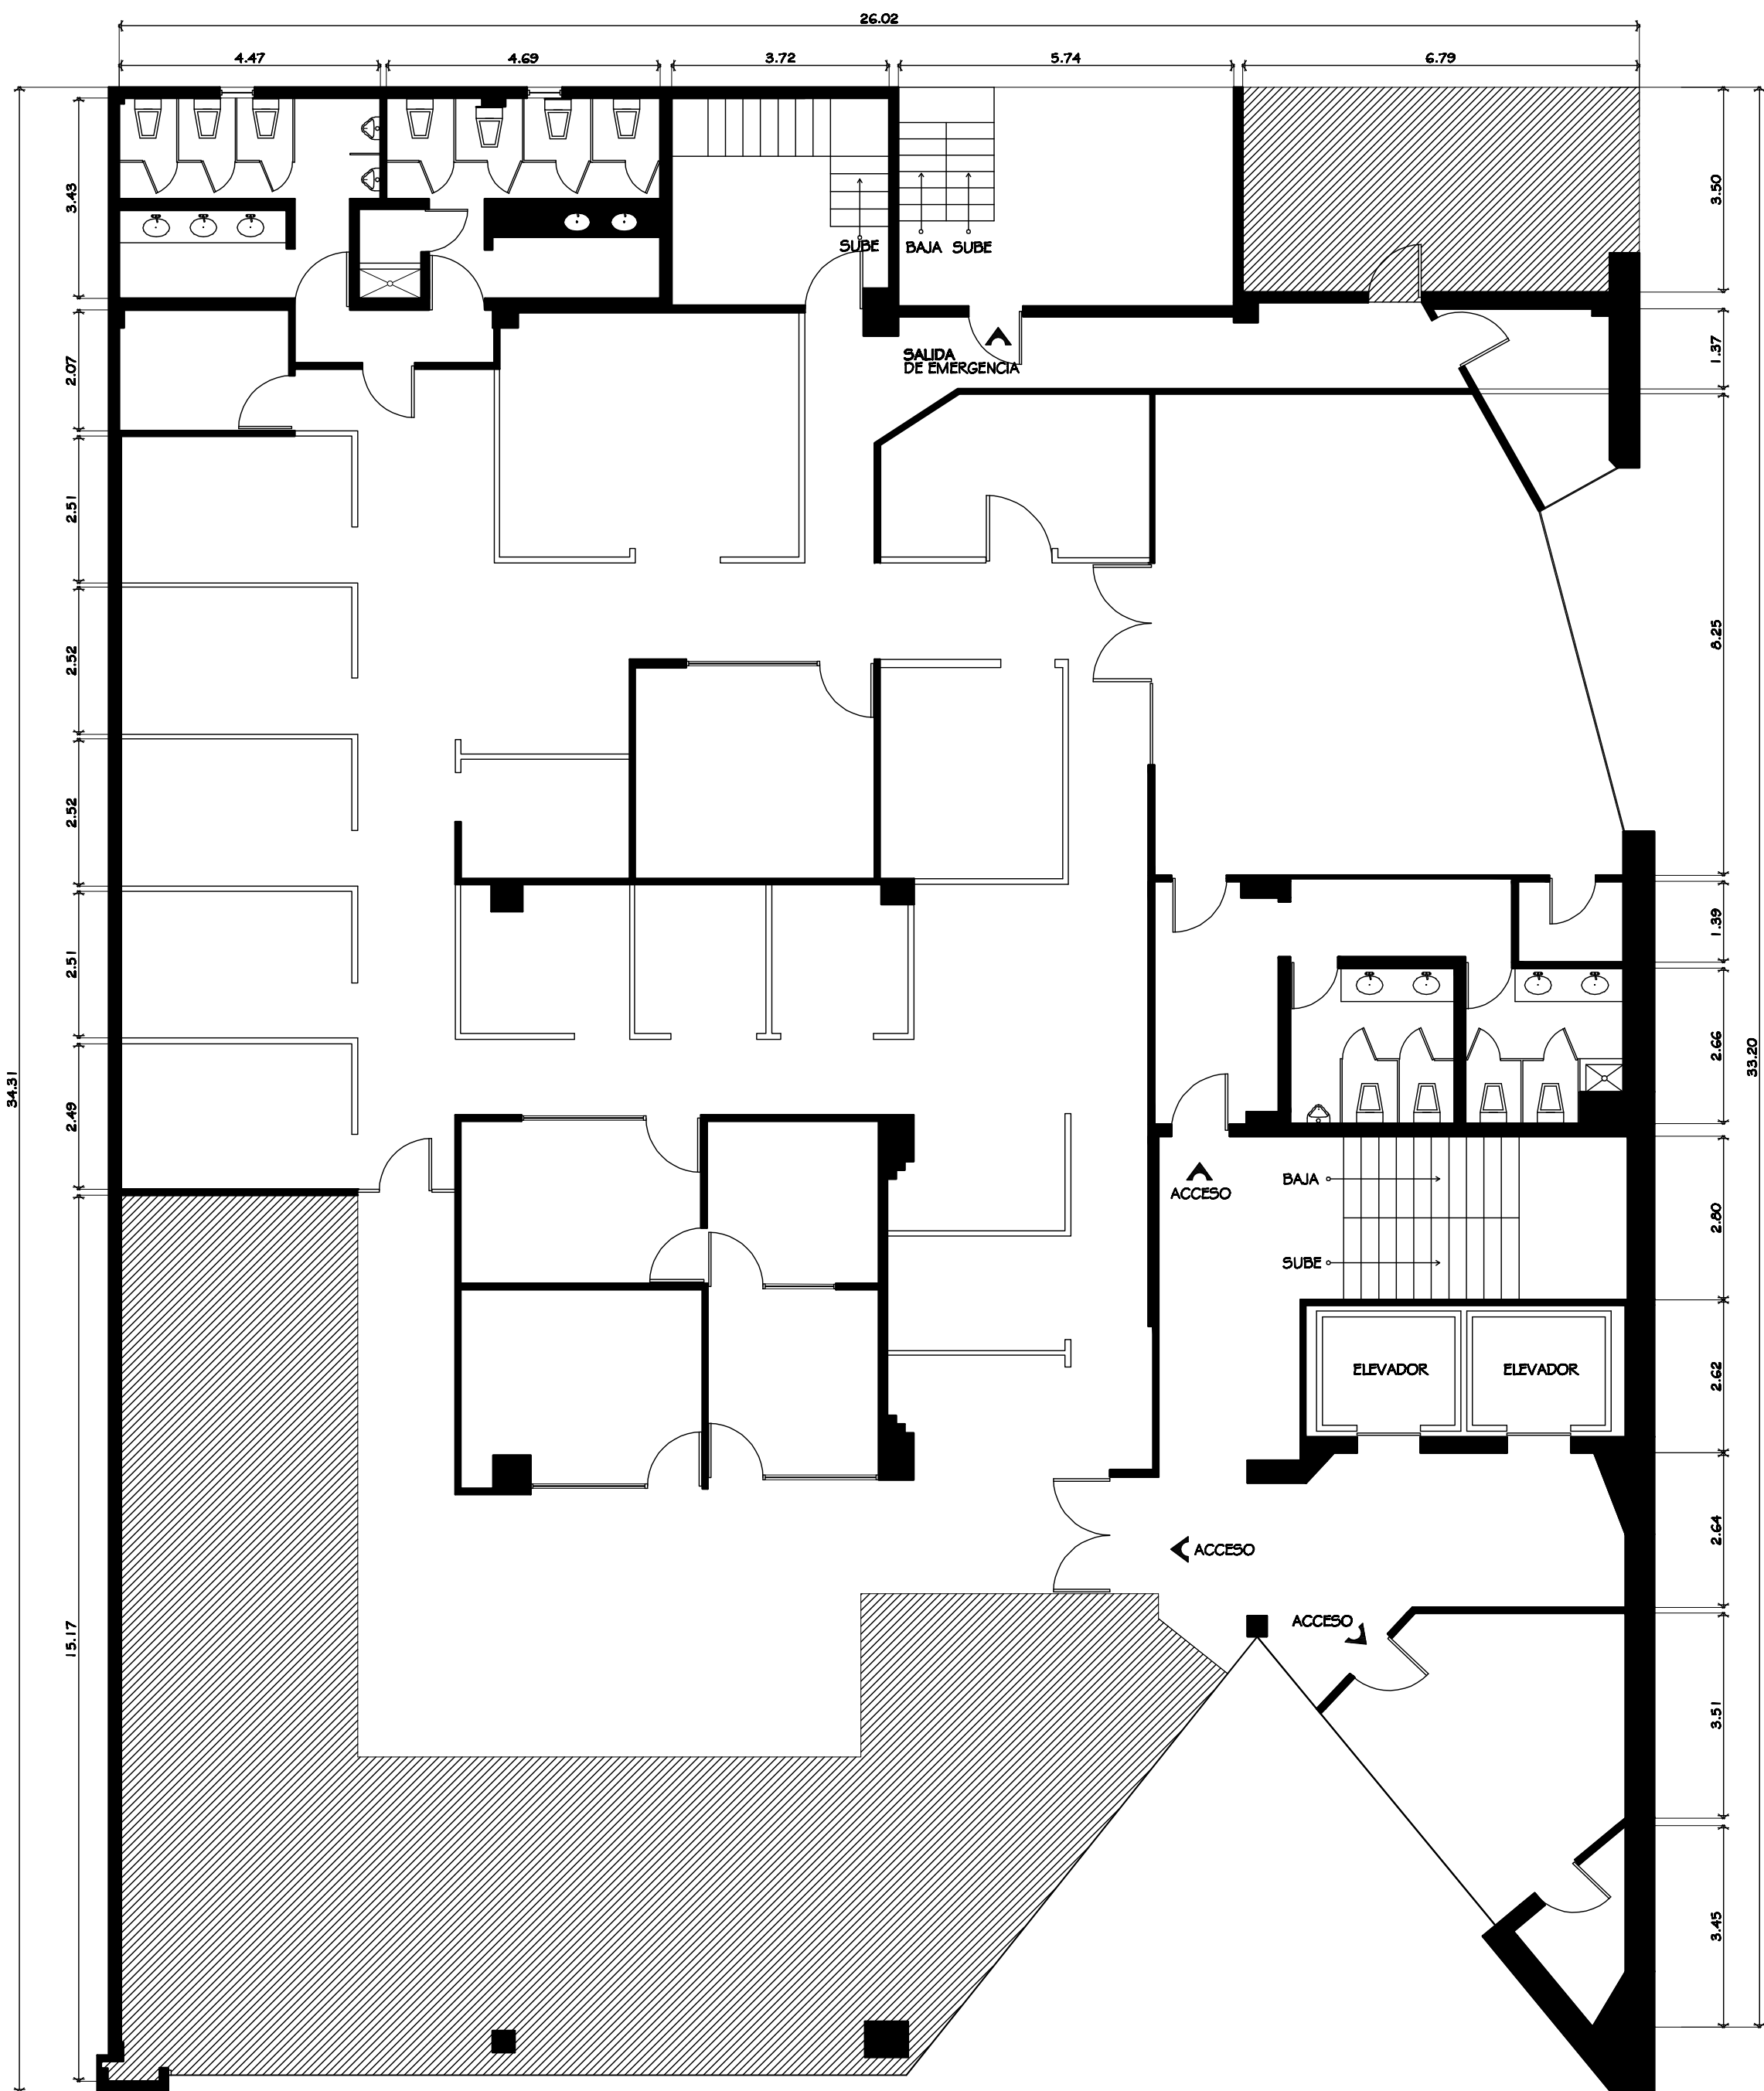 26.02
4.47
4.69
3.72
5.74
6.79
3.43
3.50
SUBE
BAJA SUBE
2.07
SALIDA
DE EMERGENCIA
1.37
2.51
2.52
8.25
2.52
2.51
1.39
34.31
2.49
2.66
33.20
ACCESO
BAJA
SUBE
2.80
ELEVADOR
ELEVADOR
2.62
ACCESO
2.64
15.17
ACCESO
3.51
3.45